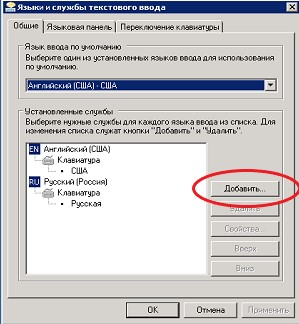 Языки и службы текстового ввода
Общие Языковая панель Переключение клавиатуры
Язык ввода по умолчанию
Выберите один из установленных языков ввода для использования
по умолчанию.
Английский (США) - США
Установленные службы
Выберите нужные службы для каждого языка ввода из списка. Для
изменения списка служат кнопки "Добавить" и "Удалить".
EN Английский (США)
Клавиатура
• США
RU Русский (Россия)
Клавиатура
• Русская
Добавить...
Удалить
Свойства...
Вверх
Вниз
ОК Отмена Применить